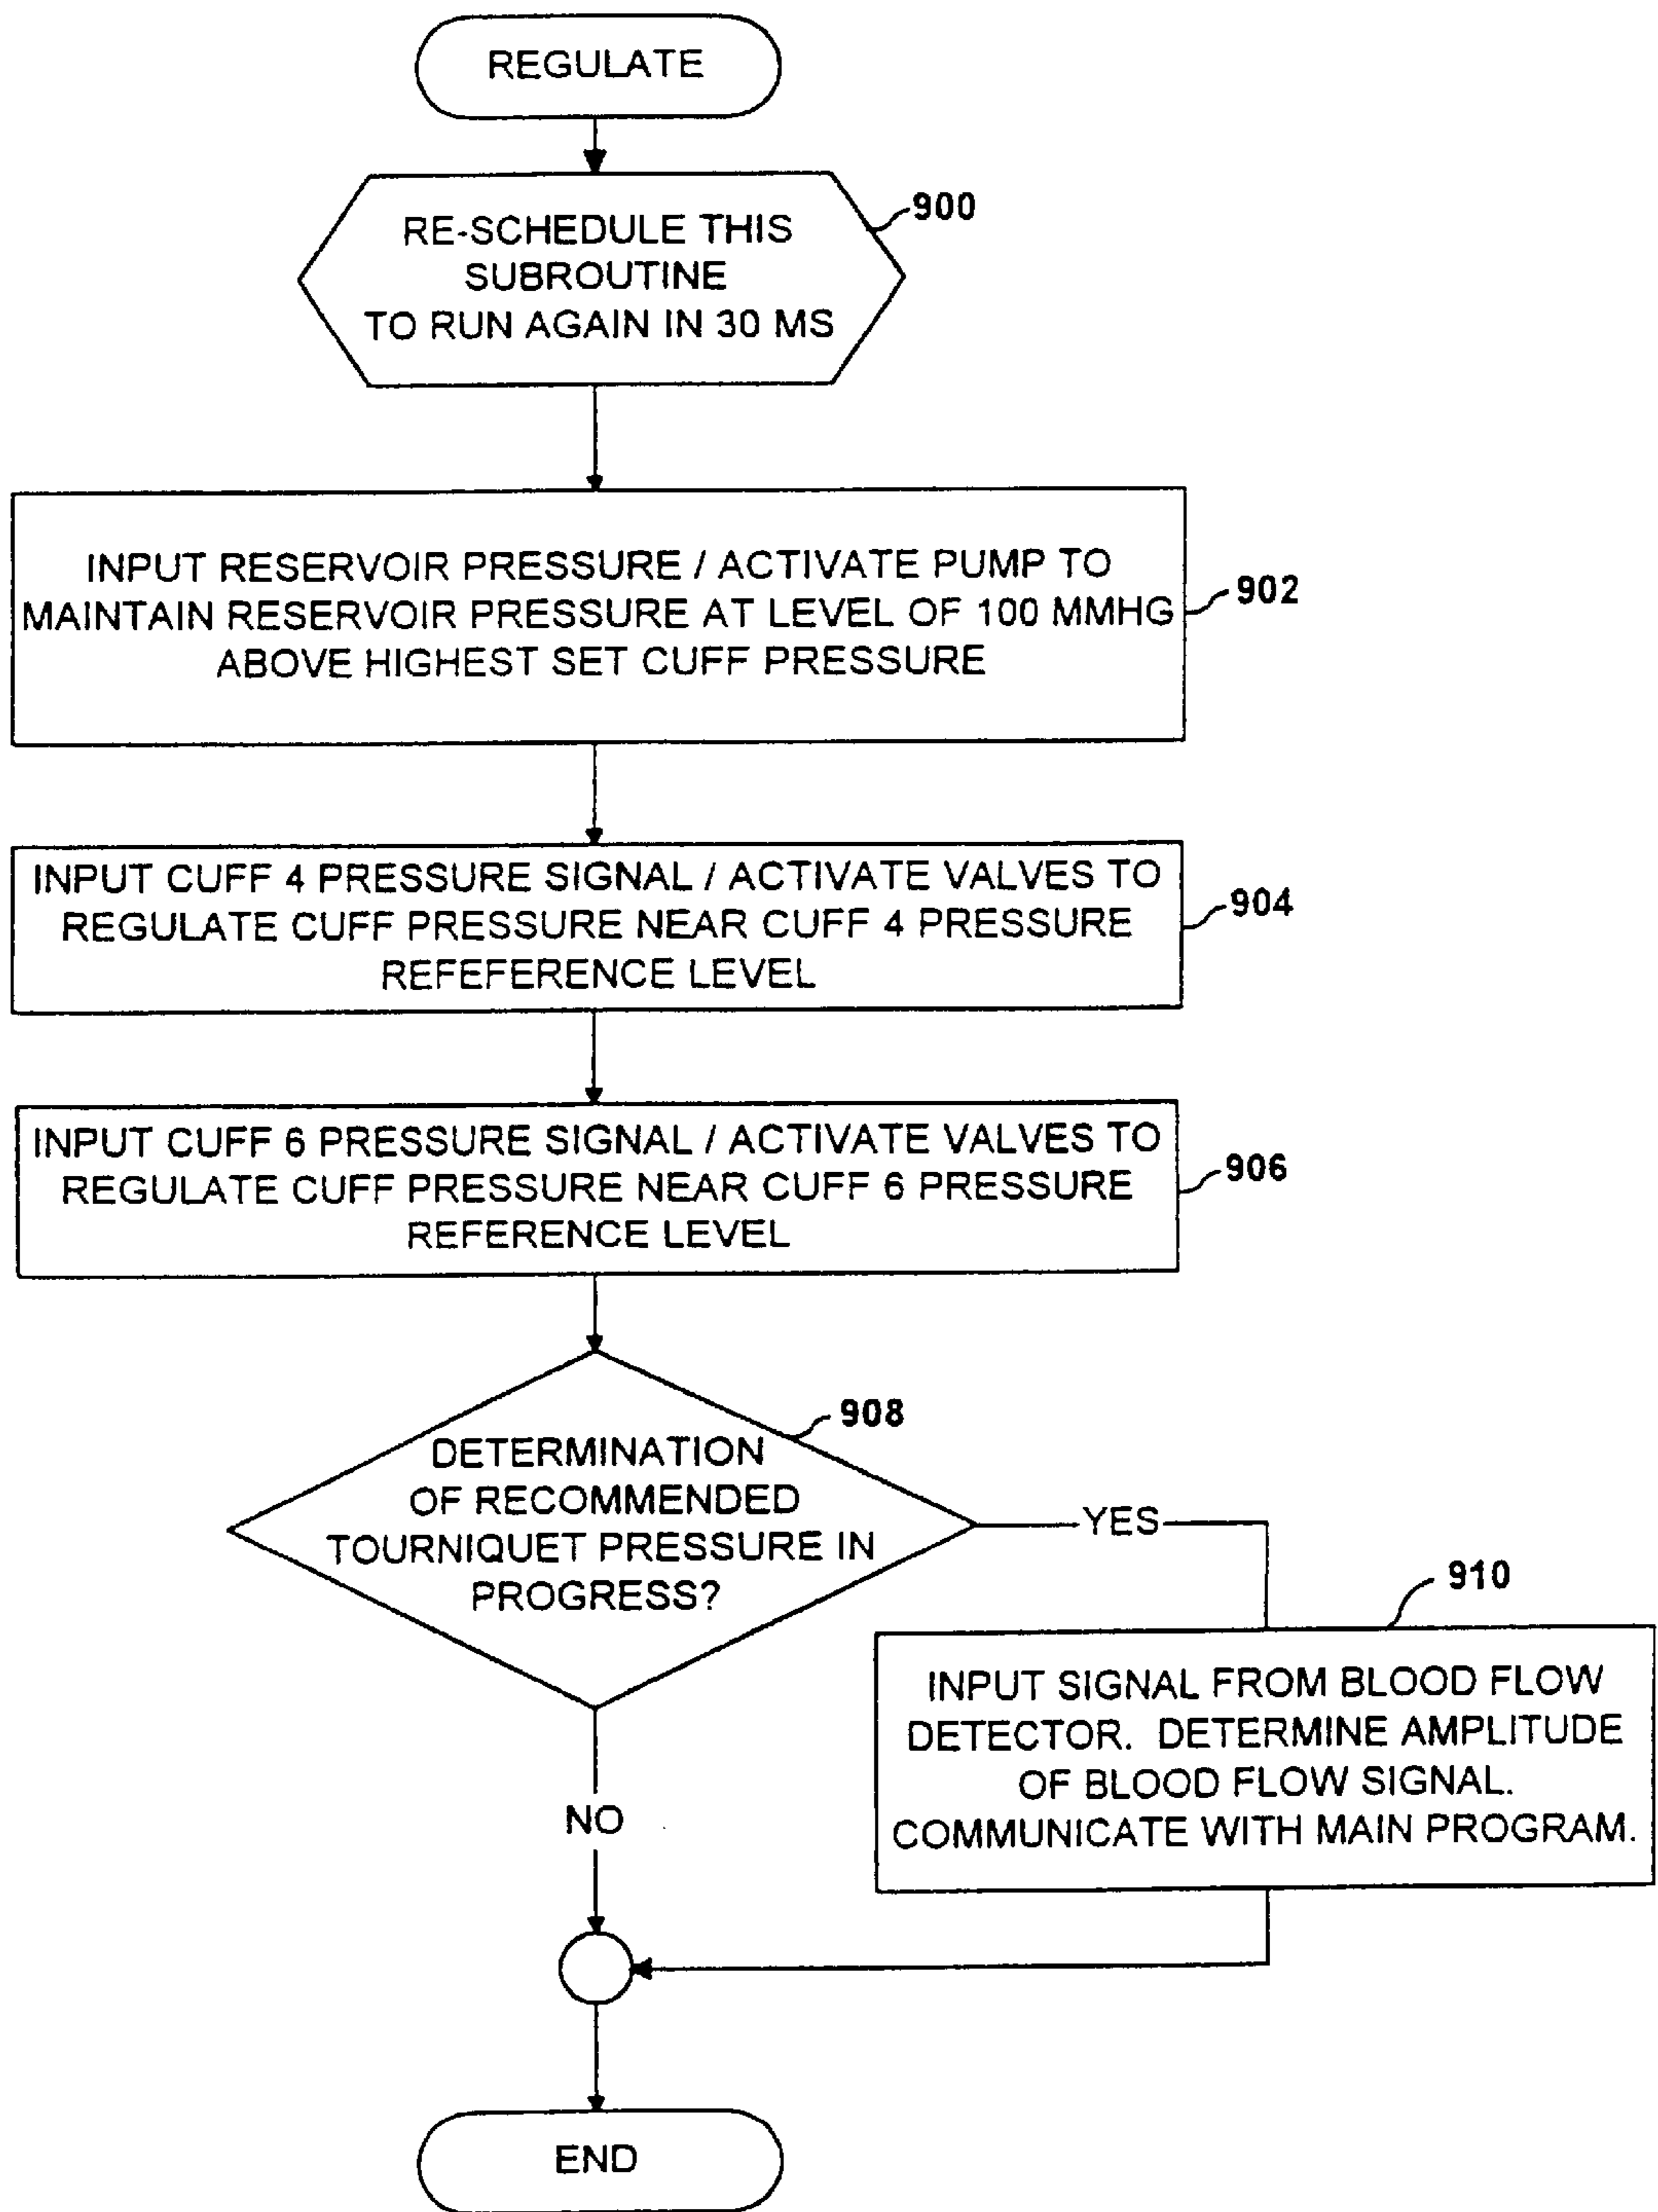 REGULATE
900
RE-SCHEDULE THIS
SUBROUTINE
TO RUN AGAIN IN 30 MS
INPUT RESERVOIR PRESSURE / ACTIVATE PUMP TO
MAINTAIN RESERVOIR PRESSURE AT LEVEL OF 100 MMHG
ABOVE HIGHEST SET CUFF PRESSURE
902
INPUT CUFF 4 PRESSURE SIGNAL / ACTIVATE VALVES TO
REGULATE CUFF PRESSURE NEAR CUFF 4 PRESSURE
REFEFERENCE LEVEL
904
INPUT CUFF 6 PRESSURE SIGNAL / ACTIVATE VALVES TO
REGULATE CUFF PRESSURE NEAR CUFF 6 PRESSURE
REFERENCE LEVEL
906
908
DETERMINATION
OF RECOMMENDED
TOURNIQUET PRESSURE IN
PROGRESS?
YES
910
INPUT SIGNAL FROM BLOOD FLOW
DETECTOR. DETERMINE AMPLITUDE
OF BLOOD FLOW SIGNAL.
COMMUNICATE WITH MAIN PROGRAM.
NO
END